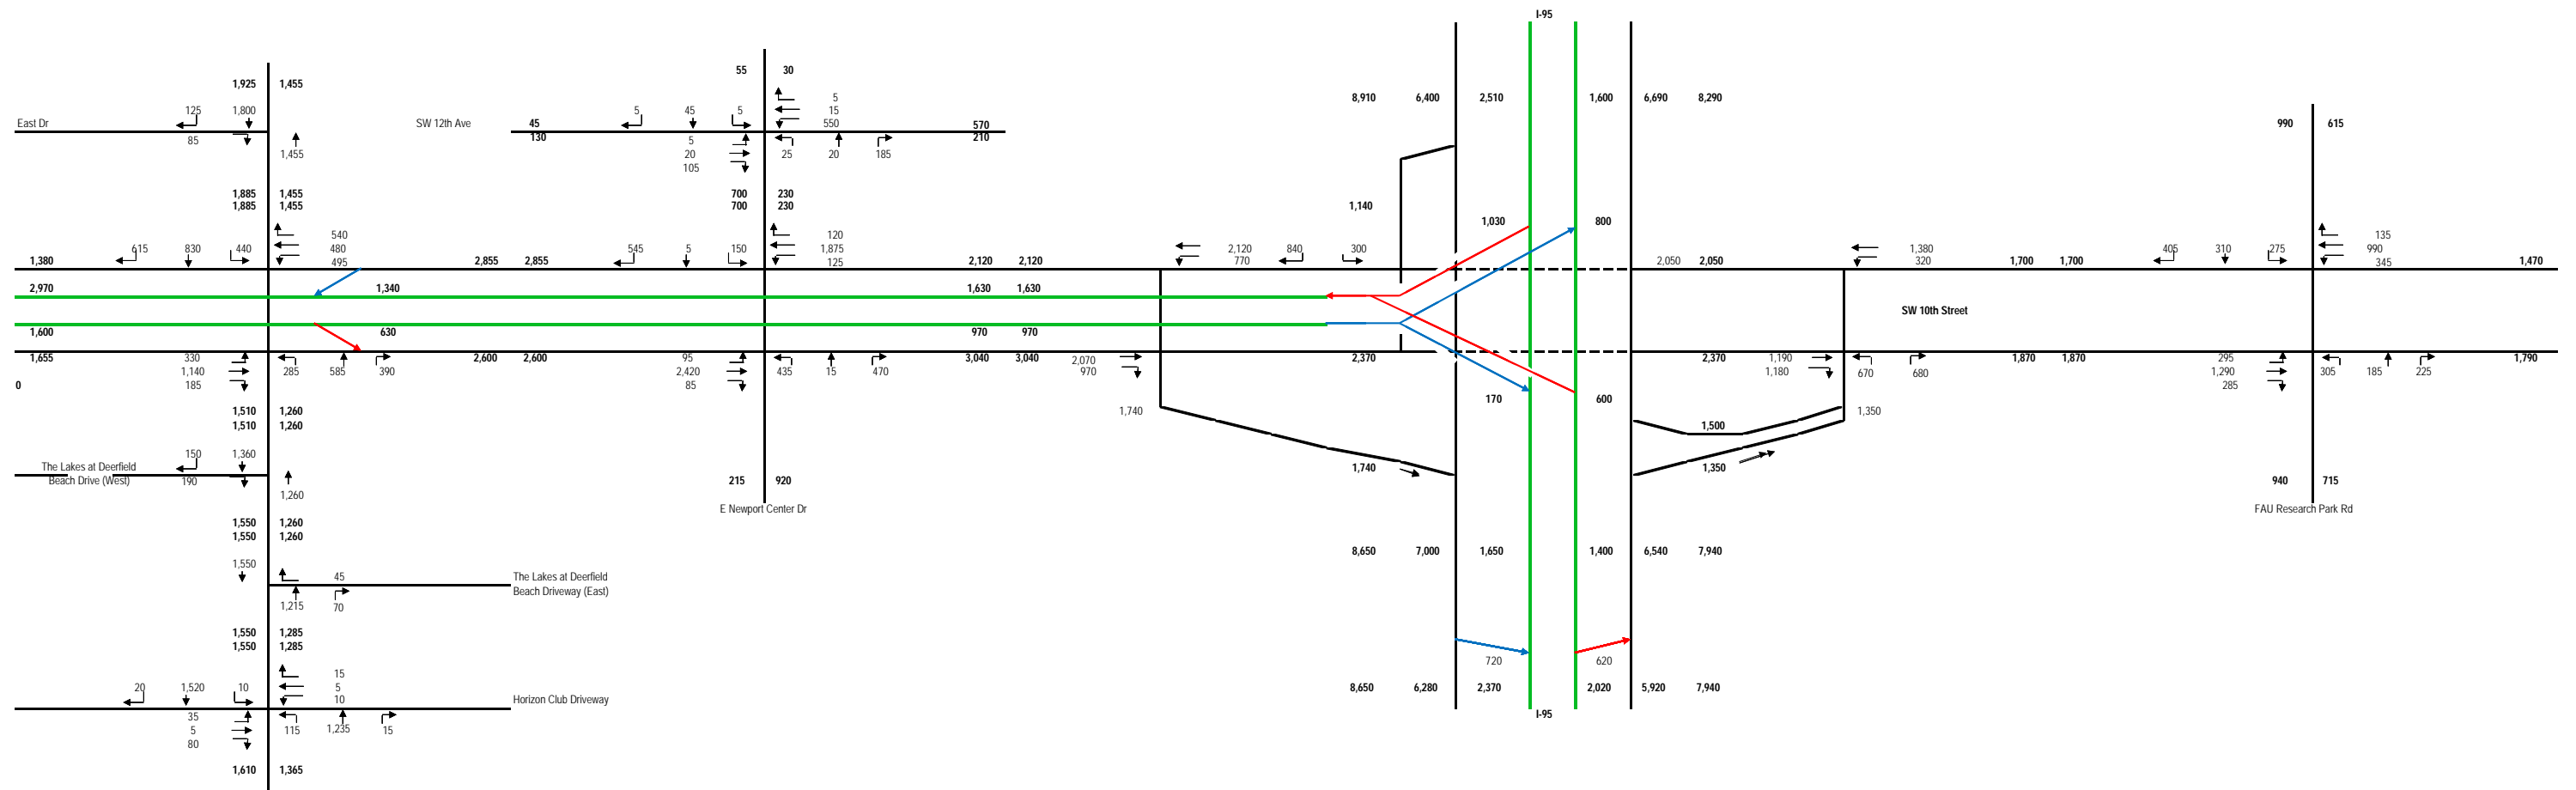 I-95
55 30
1,925 1,455
8,910 6,400 2,510 1,600 6,690 8,290
5
125 1,800 5 45 5 15
East Dr SW 12th Ave 45 550 570 990 615
130 210
85 5
1,455 20 25 20 185
105
1,885 1,455 700 230
1,885 1,455 700 230 1,140
1,030 800
540 120 135
615 830 440 480 545 5 150 1,875 2,120 840 300 1,380 405 310 275 990
1,380 495 2,855 2,855 125 2,120 2,120 770 2,050 2,050 320 1,700 1,700 345 1,470
2,970 1,340 1,630 1,630
SW 10th Street
1,600 630 970 970
1,655 330 2,600 2,600 95 3,040 3,040 2,070 2,370 2,370 1,190 1,870 1,870 295 1,790
1,140 285 585 390 2,420 435 15 470 970 1,180 670 680 1,290 305 185 225
0 185 85 285
170 600
1,510 1,260 1,740 1,350
1,510 1,260 1,500
150 1,360
The Lakes at Deerfield 1,740 1,350
Beach Drive (West) 190 215 920 940 715
1,260
E Newport Center Dr FAU Research Park Rd
1,550 1,260
1,550 1,260
8,650 7,000 1,650 1,400 6,540 7,940
1,550
45 The Lakes at Deerfield
Beach Driveway (East)
1,215 70
1,550 1,285
1,550 1,285
720 620
15
20 1,520 10 5 8,650 6,280 2,370 2,020 5,920 7,940
10 Horizon Club Driveway
35 I-95
5 115 1,235 15
80
1,610 1,365